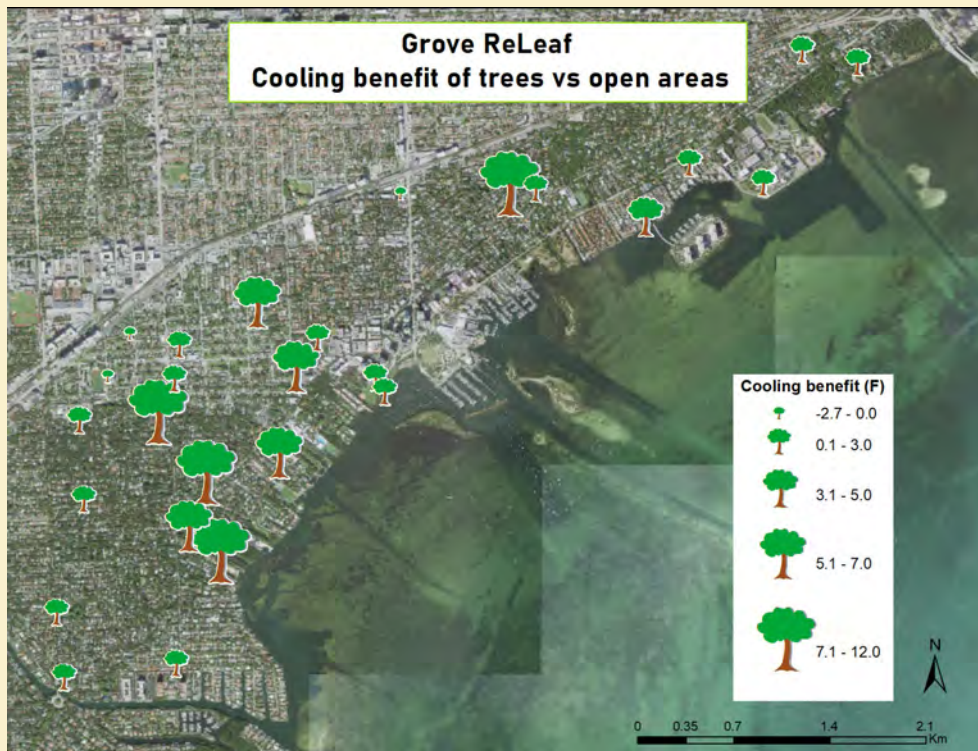 Grove ReLeaf
Cooling benefit of trees vs open areas
Cooling benefit (F)
-2.7 - 0.0
0.1 - 3.0
3.1 - 5.0
5.1 - 7.0
7.1 - 12.0
N
0 0.35 0.7 1.4 2.1
Km